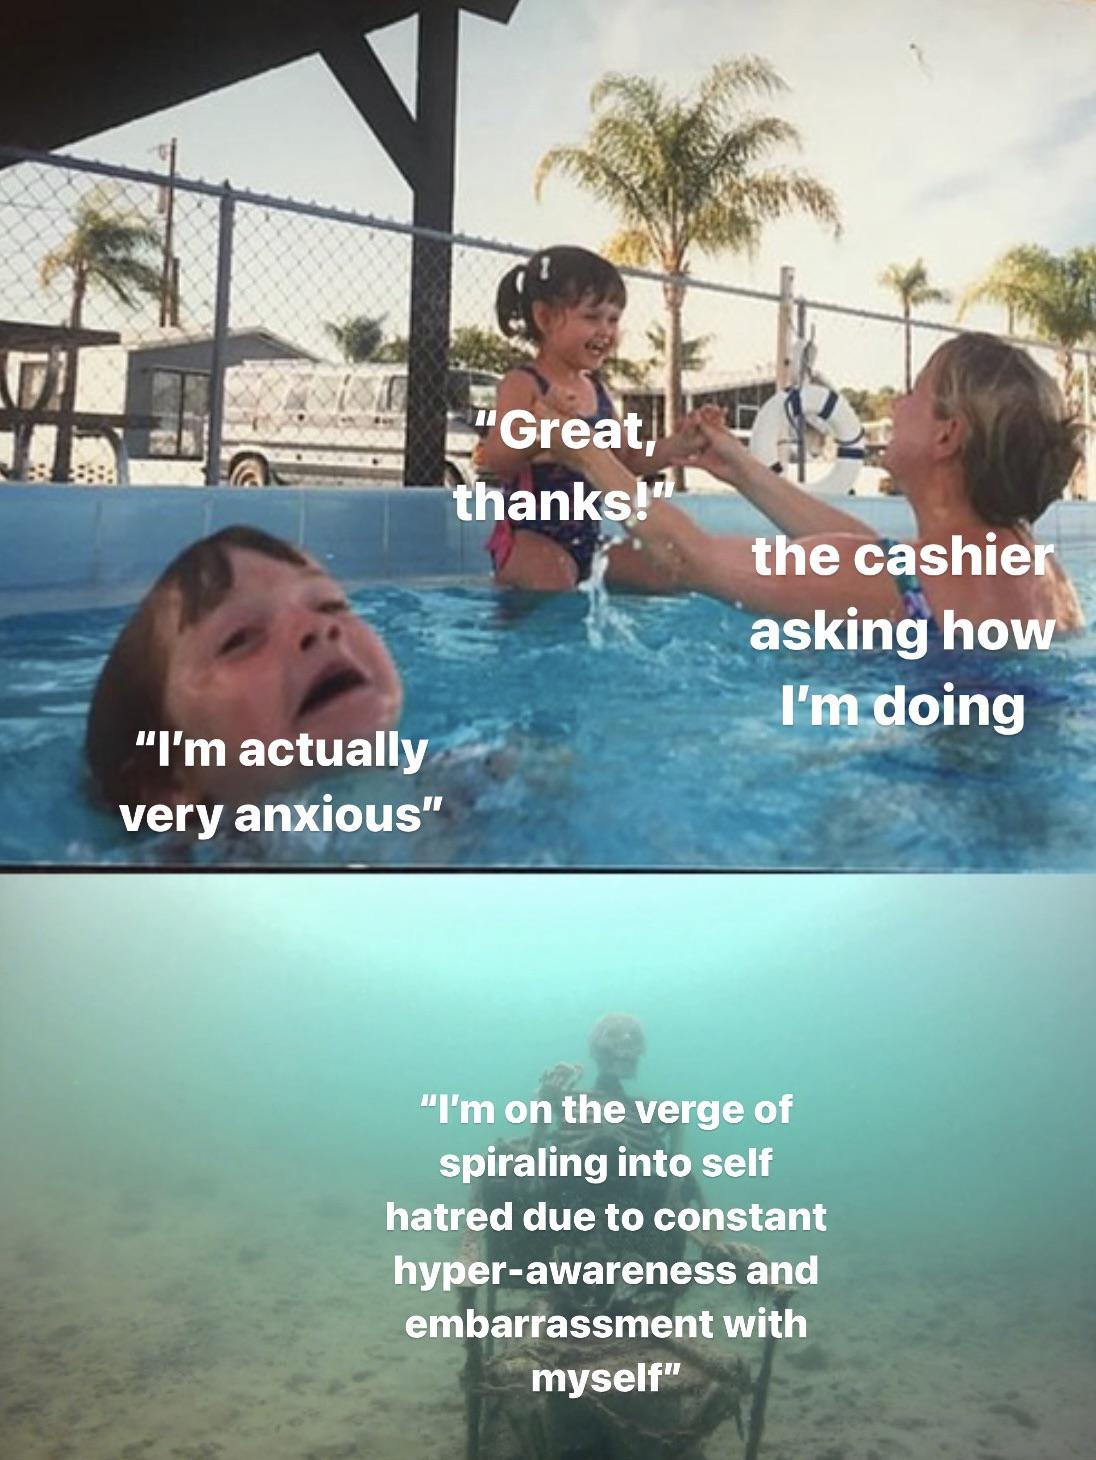 “Great,
thanks!”
the cashier
asking how
I’m doing
“I’m actually
very anxious”
“I’m on the verge of
spiraling into self
hatred due to constant
hyper-awareness and
embarrassment with
myself”